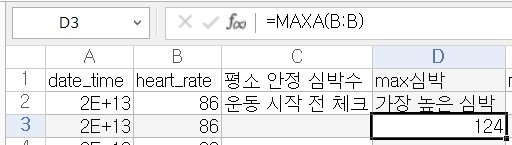 D3 fx =MAXA(B:B)
A B C D
1 date_time heart_rate 평소 안정 심박수 max심박
2 2E+13 86 운동 시작 전 체크 가장 높은 심박
3 2E+13 86 124